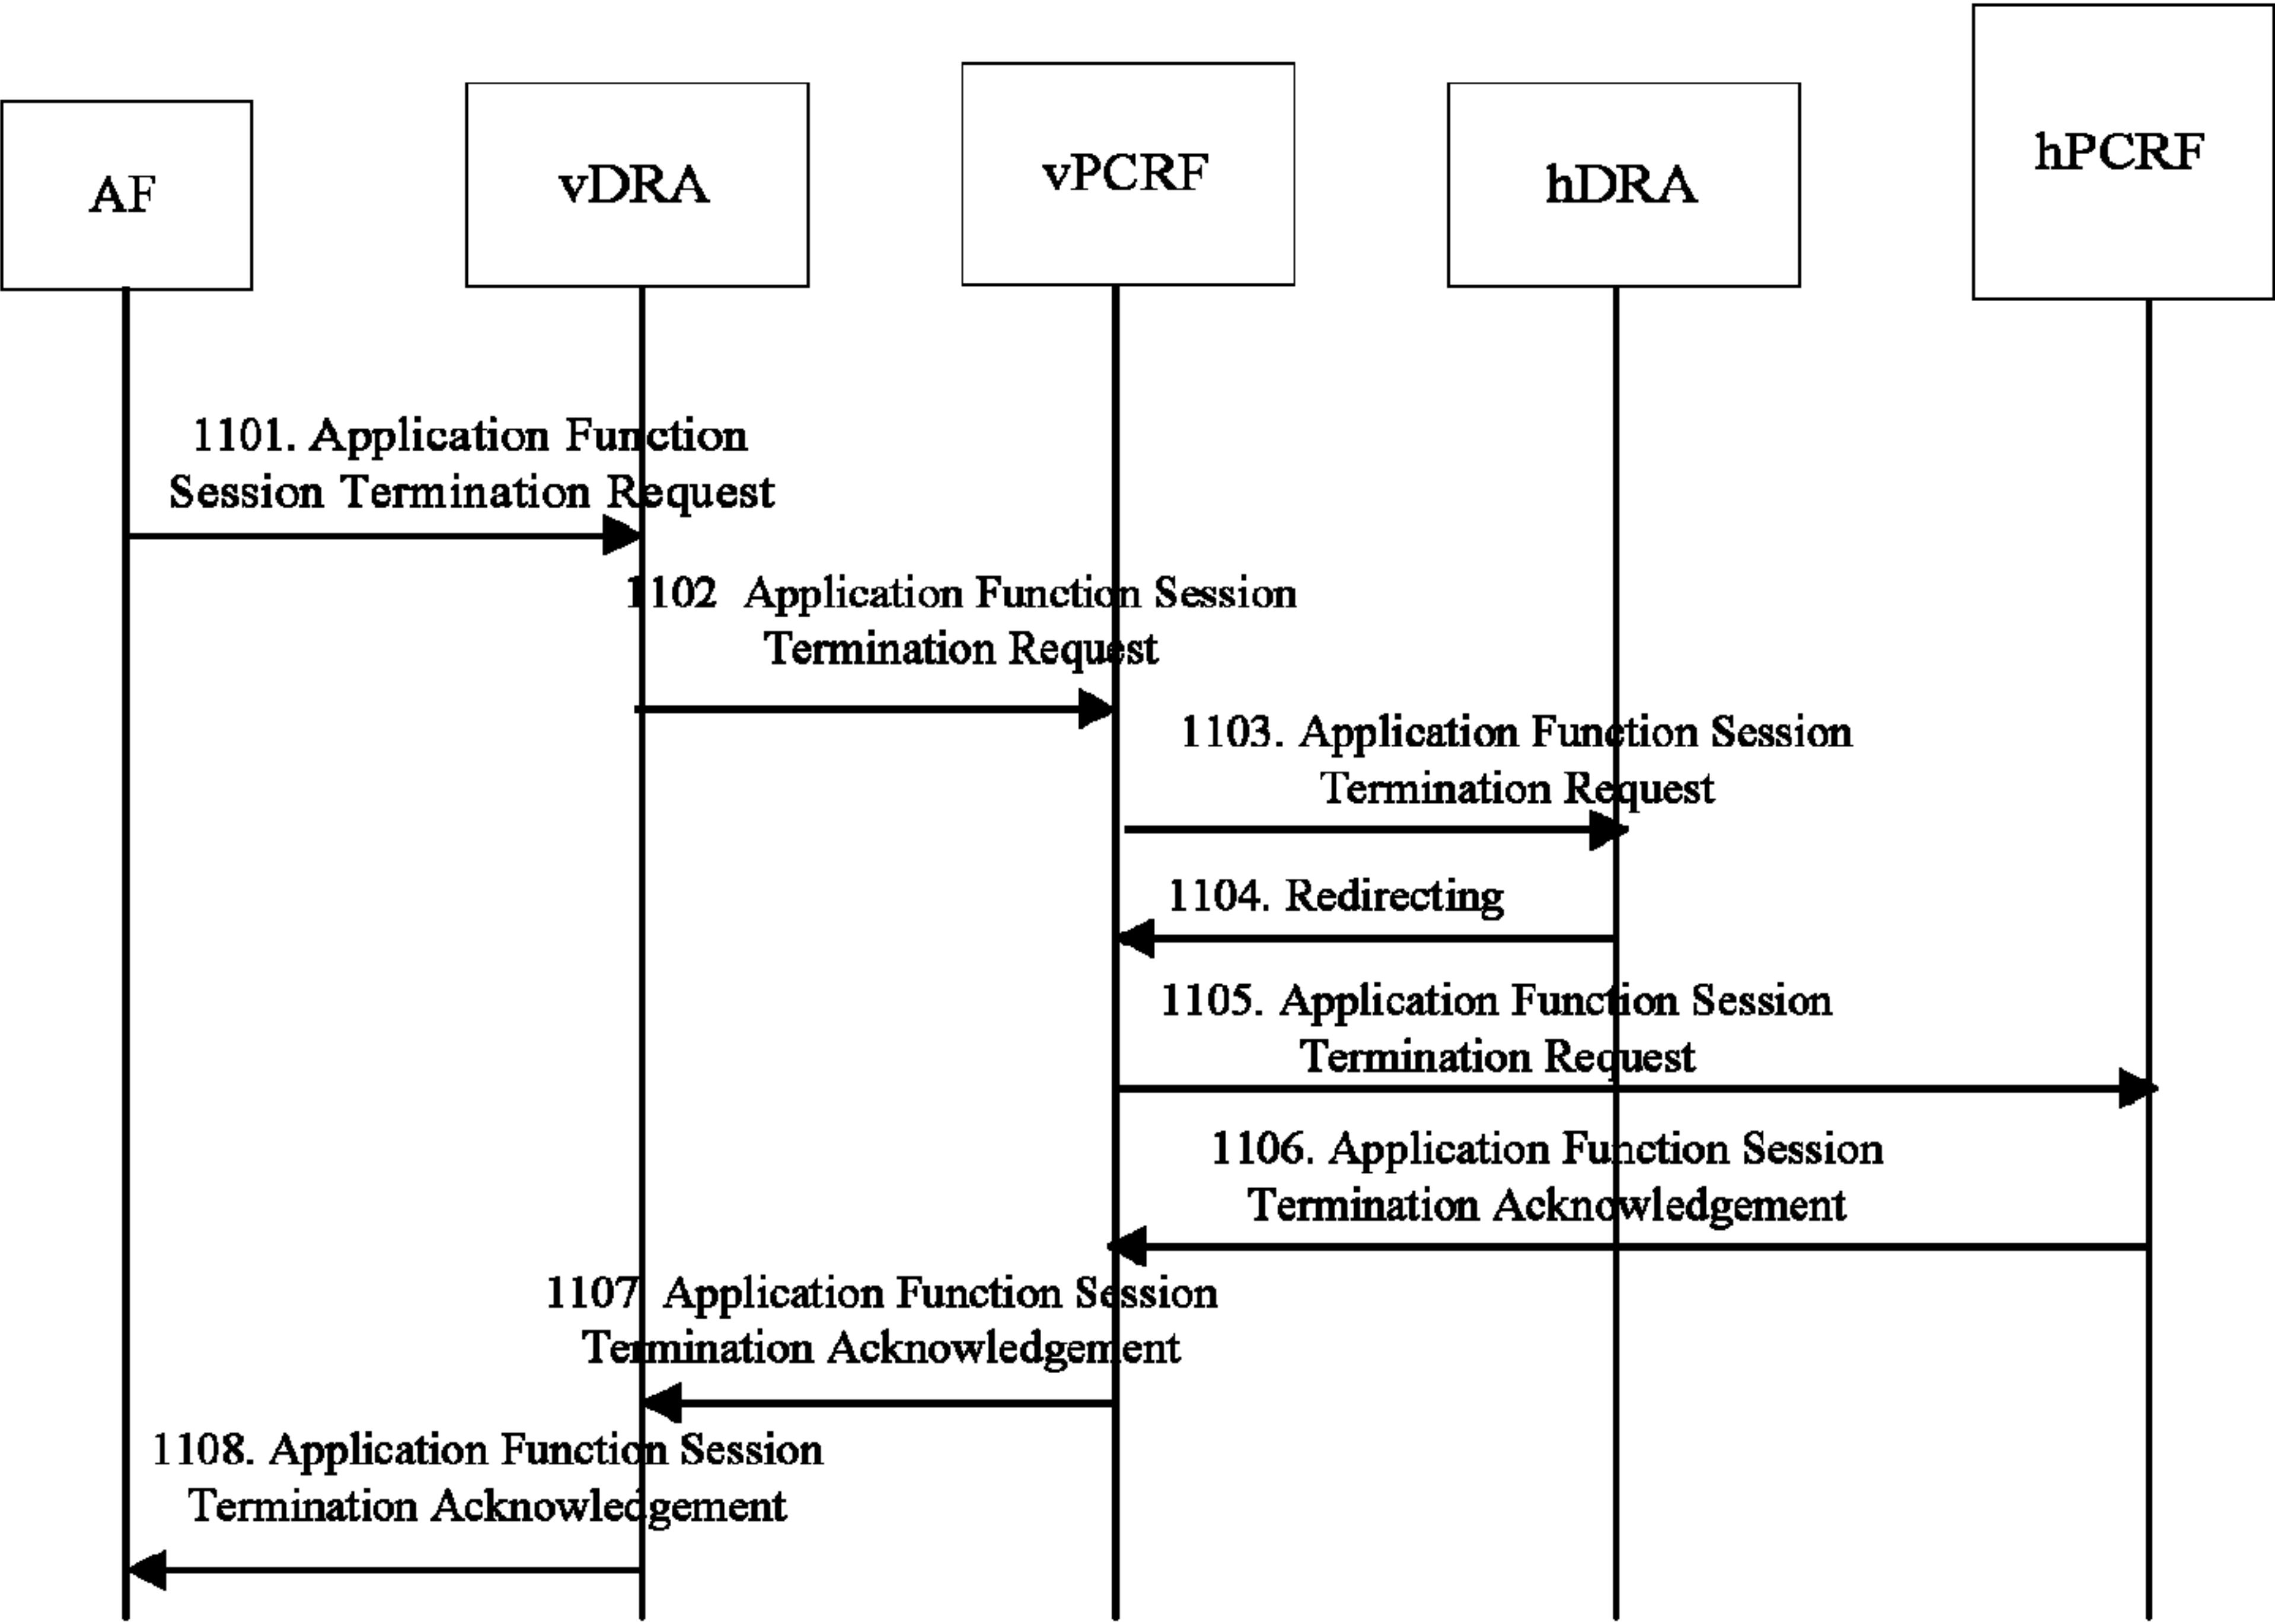 AF
vDRA
vPCRF
hDRA
hPCRF
1101. Application Function
Session Termination Request
1102 Application Function Session
Termination Request
1103. Application Function Session
Termination Request
1104. Redirecting
1105. Application Function Session
Termination Request
1106. Application Function Session
Termination Acknowledgement
1107 Application Function Session
Termination Acknowledgement
1108. Application Function Session
Termination Acknowledgement